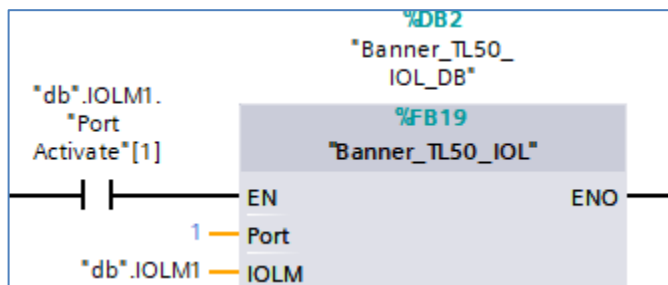 %DB2
"Banner_TL50_
IOL_DB"
"db".IOLM1.
"Port
Activate"[1]
%FB19
"Banner_TL50_IOL"
EN
ENO
1
Port
"db".IOLM1
IOLM